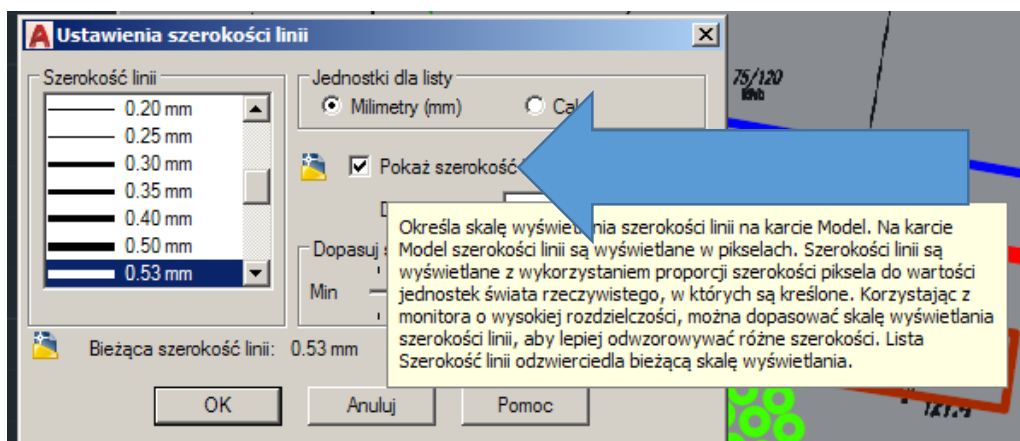 Ustawienia szerokości linii
Szerokość linii
0.20 mm
0.25 mm
0.30 mm
0.35 mm
0.40 mm
0.50 mm
0.53 mm
Jednostki dla listy
Milimetry (mm)
Pokaż szerokość
Dopasuj
Min
Określa skalę wyświetlania szerokości linii na karcie Model. Na karcie
Model szerokości linii są wyświetlane w pikselach. Szerokości linii są
wyświetlane z wykorzystaniem proporcji szerokości piksela do wartości
jednostek świata rzeczywistego, w których są kreślone. Korzystając z
monitora o wysokiej rozdzielczości, można dopasować skalę wyświetlania
szerokości linii, aby lepiej odwzorowywać różne szerokości. Lista
Szerokość linii odzwierciedla bieżącą skalę wyświetlania.
Bieżąca szerokość linii: 0.53 mm
OK
Anuluj
Pomoc
75/120